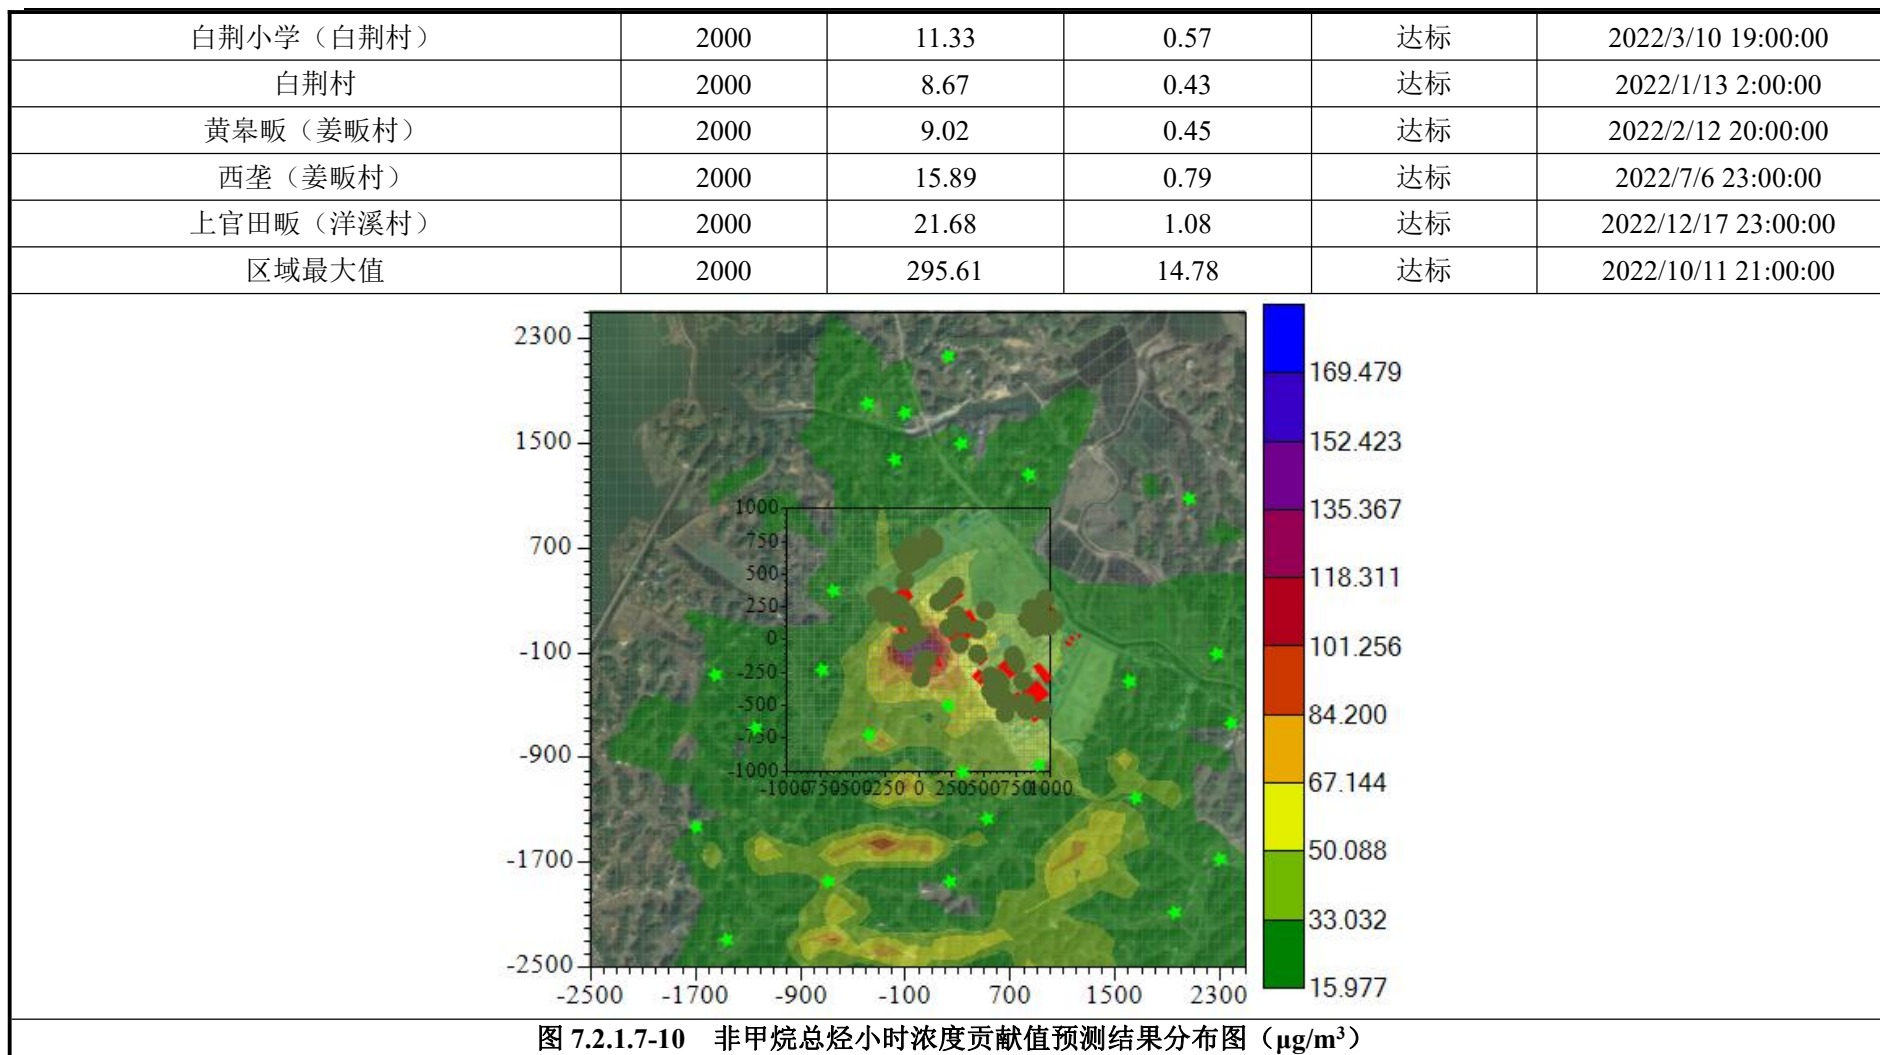 白荆小学（白荆村） 2000 11.33 0.57 达标 2022/3/10 19:00:00
白荆村 2000 8.67 0.43 达标 2022/1/13 2:00:00
黄皋畈（姜畈村） 2000 9.02 0.45 达标 2022/2/12 20:00:00
西垄（姜畈村） 2000 15.89 0.79 达标 2022/7/6 23:00:00
上官田畈（洋溪村） 2000 21.68 1.08 达标 2022/12/17 23:00:00
区域最大值 2000 295.61 14.78 达标 2022/10/11 21:00:00
2300
1500
700
-100
-900
-1700
-2500
-2500 -1700 -900 -100 700 1500 2300
1000
750
500
250
0
-250
-500
-750
-1000
-1000 -750 -500 -250 0 250 500 750 1000
169.479
152.423
135.367
118.311
101.256
84.200
67.144
50.088
33.032
15.977
图 7.2.1.7-10 非甲烷总烃小时浓度贡献值预测结果分布图（μg/m³）